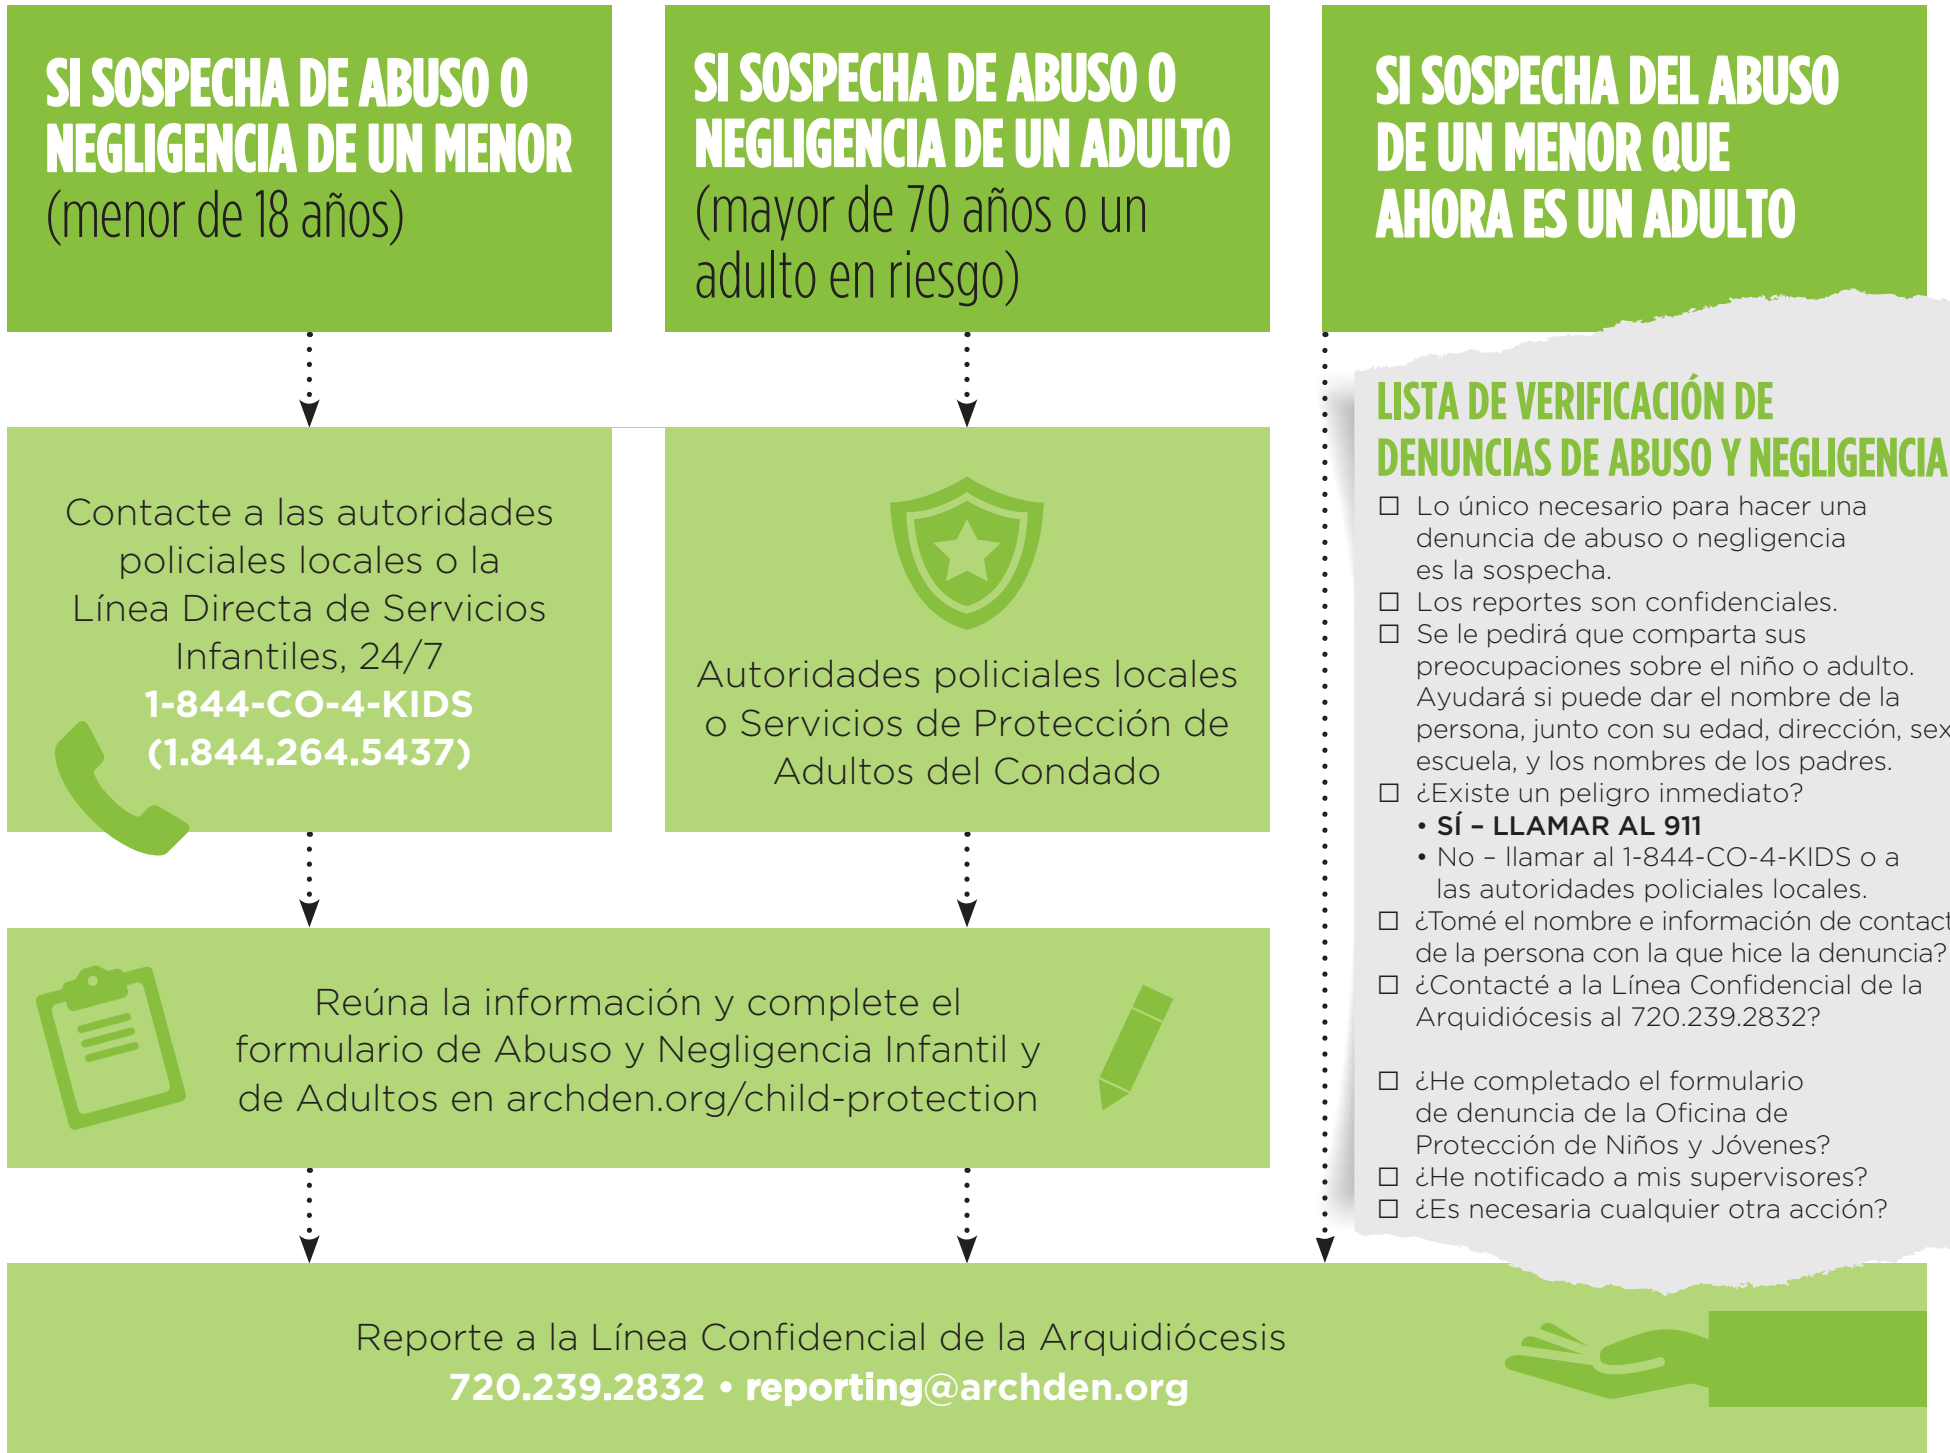 SI SOSPECHA DE ABUSO O
NEGLIGENCIA DE UN MENOR
(menor de 18 años)
SI SOSPECHA DE ABUSO O
NEGLIGENCIA DE UN ADULTO
(mayor de 70 años o un
adulto en riesgo)
SI SOSPECHA DEL ABUSO
DE UN MENOR QUE
AHORA ES UN ADULTO
Contacte a las autoridades
policiales locales o la
Línea Directa de Servicios
Infantiles, 24/7
1-844-CO-4-KIDS
(1.844.264.5437)
Autoridades policiales locales
o Servicios de Protección de
Adultos del Condado
Reúna la información y complete el
formulario de Abuso y Negligencia Infantil y
de Adultos en archden.org/child-protection
LISTA DE VERIFICACIÓN DE
DENUNCIAS DE ABUSO Y NEGLIGENCIA
☐ Lo único necesario para hacer una
denuncia de abuso o negligencia
es la sospecha.
☐ Los reportes son confidenciales.
☐ Se le pedirá que comparta sus
preocupaciones sobre el niño o adulto.
Ayudará si puede dar el nombre de la
persona, junto con su edad, dirección, sex
escuela, y los nombres de los padres.
☐ ¿Existe un peligro inmediato?
• SÍ – LLAMAR AL 911
• No – llamar al 1-844-CO-4-KIDS o a
las autoridades policiales locales.
☐ ¿Tomé el nombre e información de contact
de la persona con la que hice la denuncia?
☐ ¿Contacté a la Línea Confidencial de la
Arquidiócesis al 720.239.2832?
☐ ¿He completado el formulario
de denuncia de la Oficina de
Protección de Niños y Jóvenes?
☐ ¿He notificado a mis supervisores?
☐ ¿Es necesaria cualquier otra acción?
Reporte a la Línea Confidencial de la Arquidiócesis
720.239.2832 • reporting@archden.org